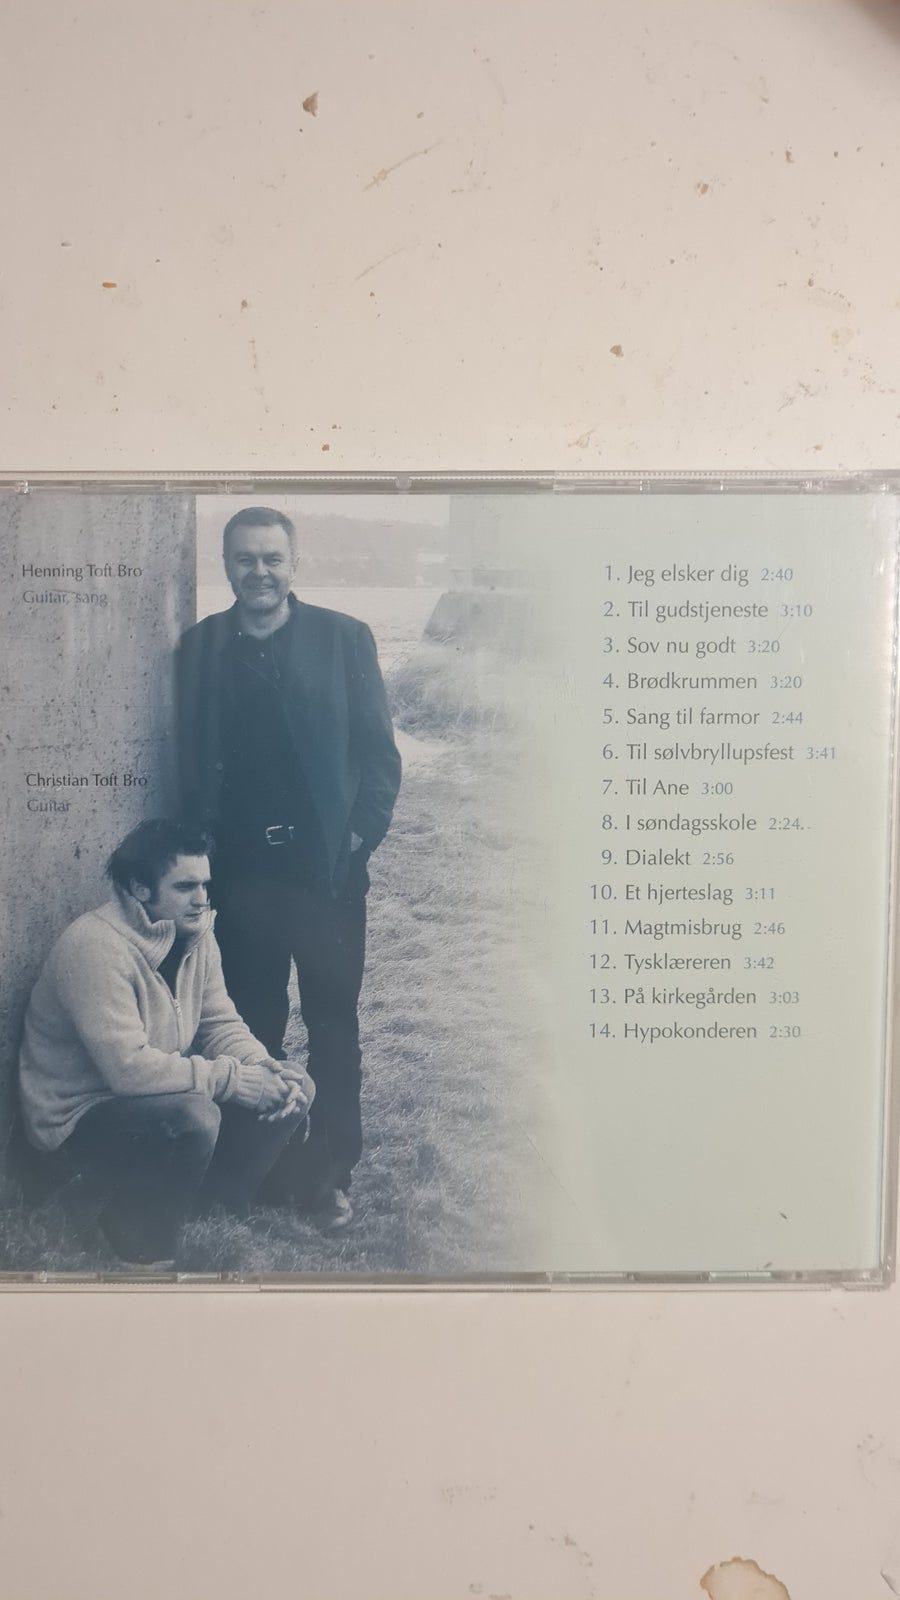 Henning Toft Bro
Guitar, sang
Christian Toft Bro
Guitar
1. Jeg elsker dig 2:40
2. Til gudstjeneste 3:10
3. Sov nu godt 3:20
4. Brødkrummen 3:20
5. Sang til farmor 2:44
6. Til sølvbryllupsfest 3:41
7. Til Ane 3:00
8. I søndagsskole 2:24
9. Dialekt 2:56
10. Et hjerteslag 3:11
11. Magtmisbrug 2:46
12. Tysklæreren 3:42
13. På kirkegården 3:03
14. Hypokonderen 2:30